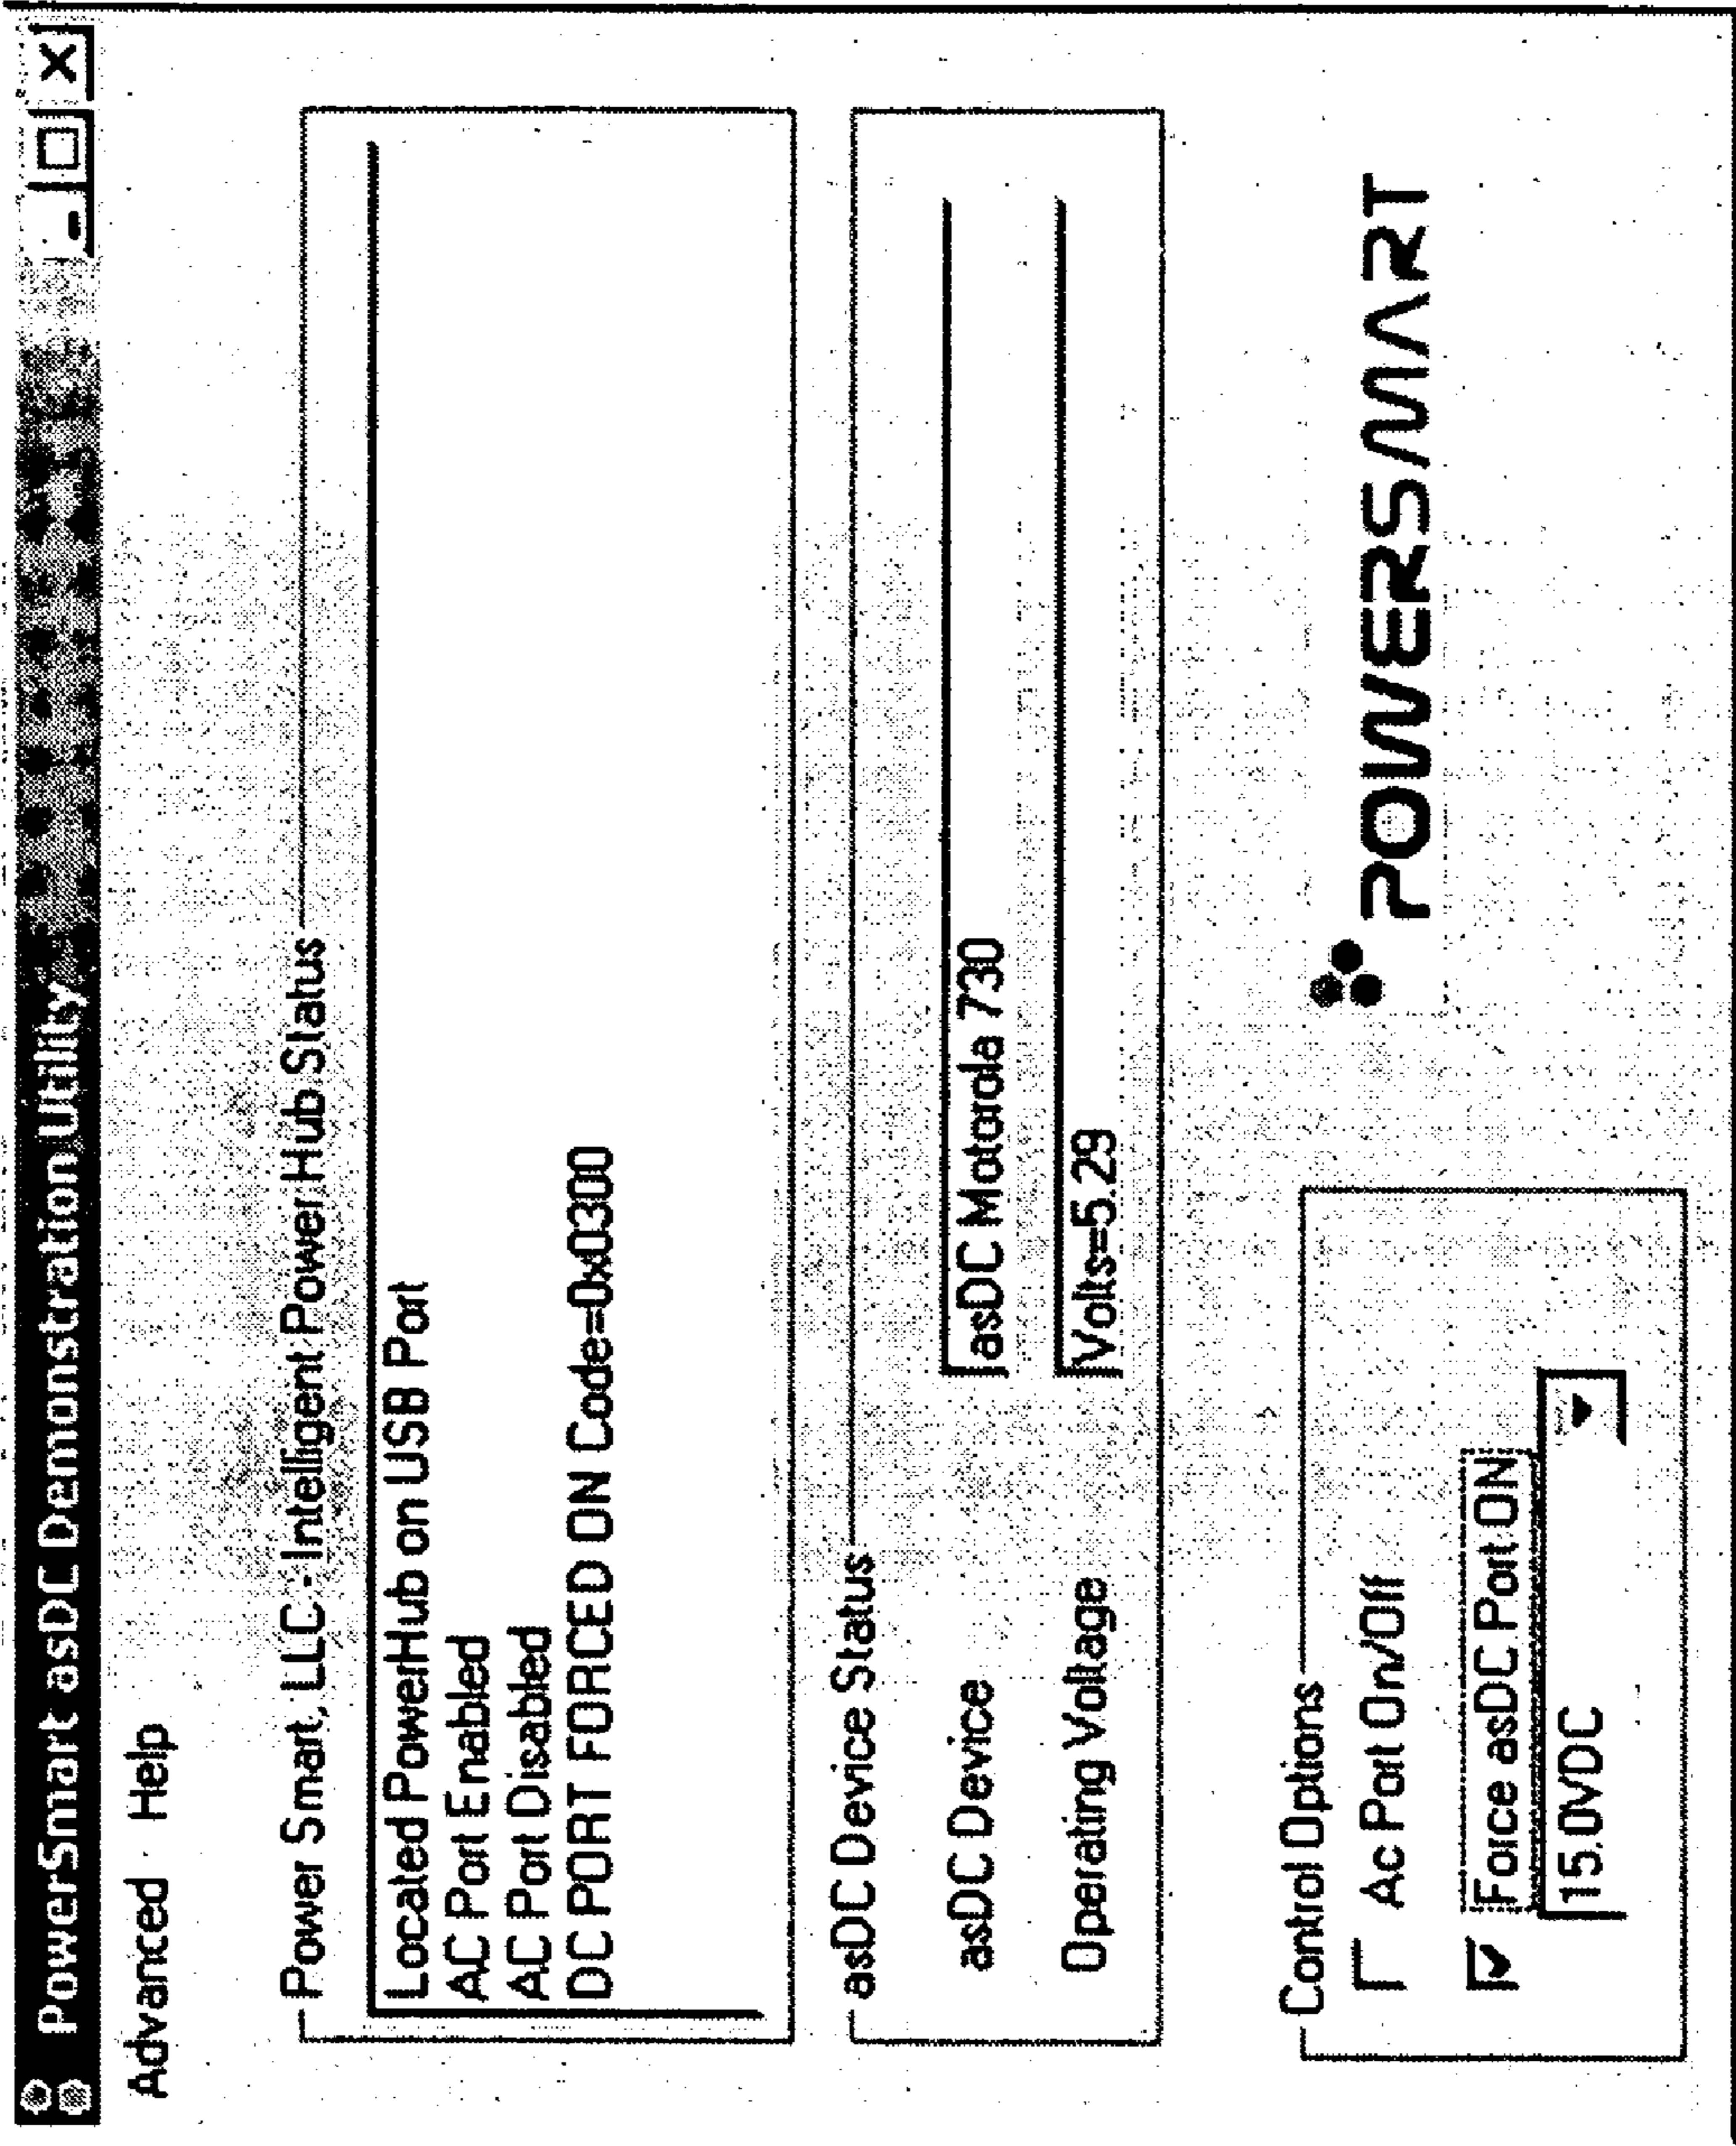 PowerSmart asDC Demonstration Utility
Advanced Help
Power Smart, LLC - Intelligent Power Hub Status
Located PowerHub on USB Port
AC Port Enabled
AC Port Disabled
DC PORT FORCED ON Code=0x0300
asDC Device Status
asDC Device
asDC Motorola 730
Operating Voltage
Volts=5.29
Control Options
Ac Port On/Off
Force asDC Port ON
15.0VDC
POWERSMART